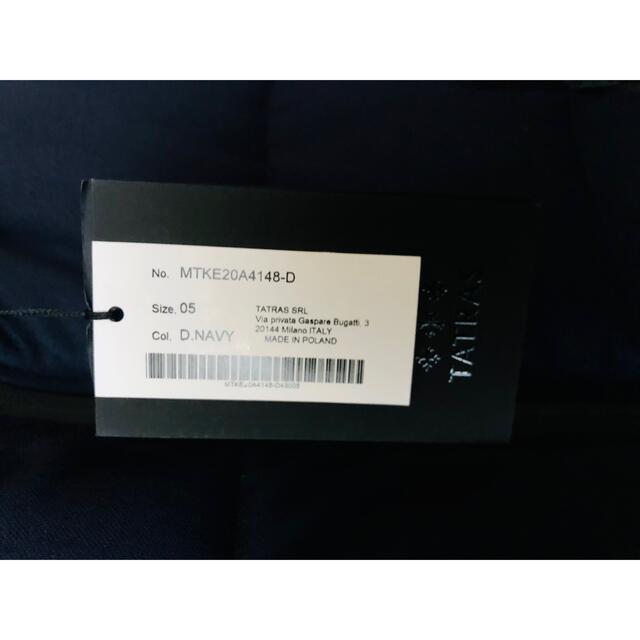 No. MTKE20A4148-D
Size. 05
Col. D.NAVY
TATRAS SRL
Via privata Gaspare Bugatti, 3
20144 Milano ITALY
MADE IN POLAND
TATRAS